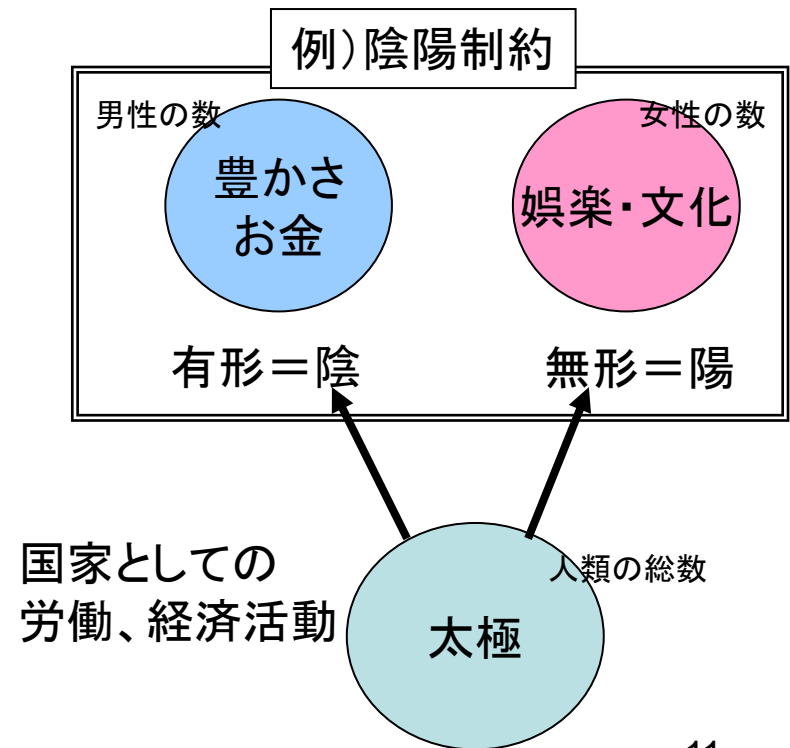 例）陰陽制約
男性の数
女性の数
豊かさ
お金
娯楽・文化
有形＝陰
無形＝陽
国家としての
労働、経済活動
人類の総数
太極